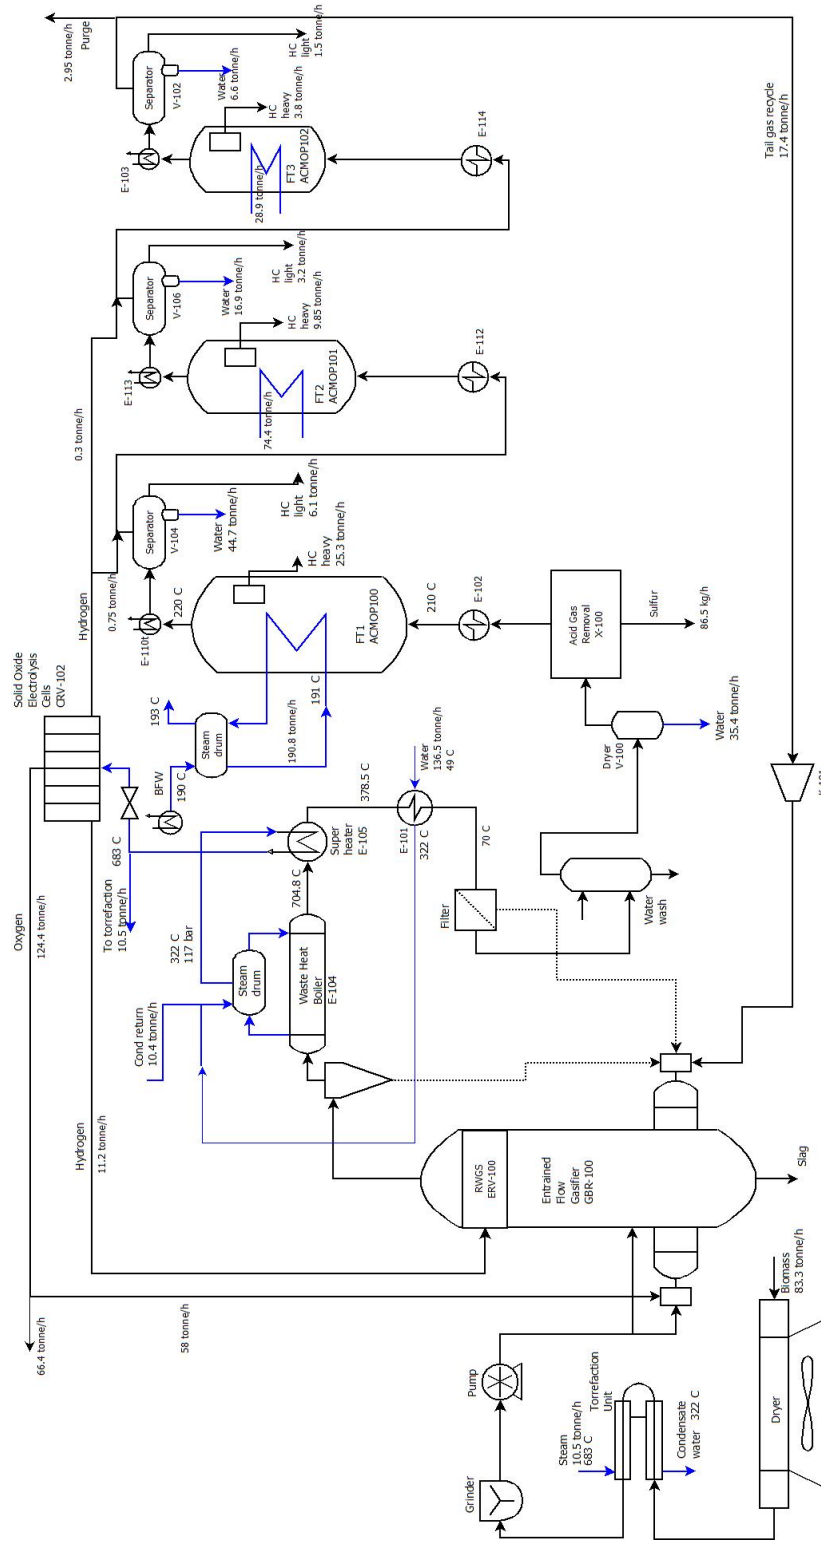 2.95 tonne/h
Purge
Separator
V-102
HC
light
1.5 tonne/h
Water
6.6 tonne/h
HC
heavy
3.8 tonne/h
E-103
FT3
ACMOP102
28.9 tonne/h
E-114
Tail gas recycle
17.4 tonne/h
Separator
V-106
HC
light
3.2 tonne/h
Water
16.9 tonne/h
HC
heavy
9.85 tonne/h
E-113
FT2
ACMOP101
74.4 tonne/h
E-112
0.3 tonne/h
Separator
V-104
HC
light
6.1 tonne/h
Water
44.7 tonne/h
HC
heavy
25.3 tonne/h
Hydrogen
0.75 tonne/h
E-110t
220 C
FT1
ACMOP100
210 C
E-102
Acid Gas
Removal
X-100
Sulfur
86.5 kg/h
Solid Oxide
Electrolysis
Cells
CRV-102
193 C
Steam
drum
191 C
190.8 tonne/h
BFW
190 C
Dryer
V-100
Water
35.4 tonne/h
683 C
To torrefaction
10.5 tonne/h
Super
heater
E-105
378.5 C
E-101
322 C
Water
136.5 tonne/h
49 C
70 C
704.8 C
Oxygen
124.4 tonne/h
322 C
117 bar
Steam
drum
Waste Heat
Boiler
E-104
Filter
Water
wash
Cond return
10.4 tonne/h
Hydrogen
11.2 tonne/h
RWGS
ERV-100
Entrained
Flow
Gasifier
GBR-100
Slag
66.4 tonne/h
58 tonne/h
Biomass
83.3 tonne/h
Pump
Grinder
Steam
10.5 tonne/h
683 C
Torrefaction
Unit
Condensate
water 322 C
Dryer